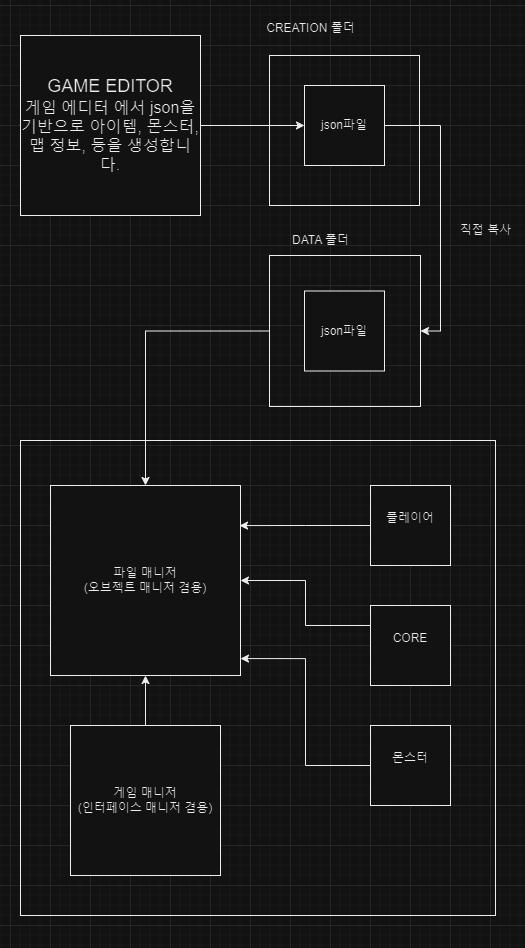 CREATION 폴더
GAME EDITOR
게임 에디터 에서 json을
기반으로 아이템, 몬스터,
맵 정보, 등을 생성합니
다.
json파일
직접 복사
DATA 폴더
json파일
파일 매니저
(오브젝트 매니저 겸용)
플레이어
CORE
몬스터
게임 매니저
(인터페이스 매니저 겸용)